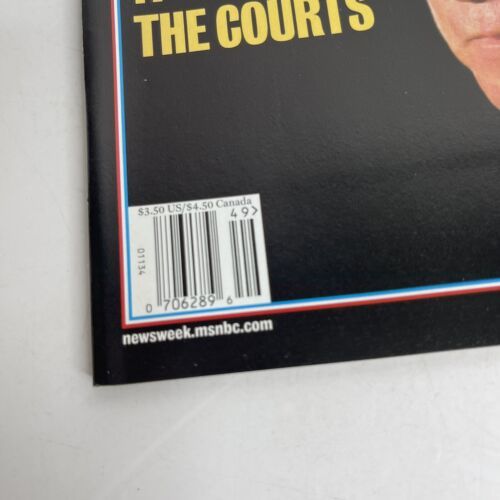 THE COURTS
$3.50 US/$4.50 Canada
49>
01134
0 706289 6
newsweek.msnbc.com